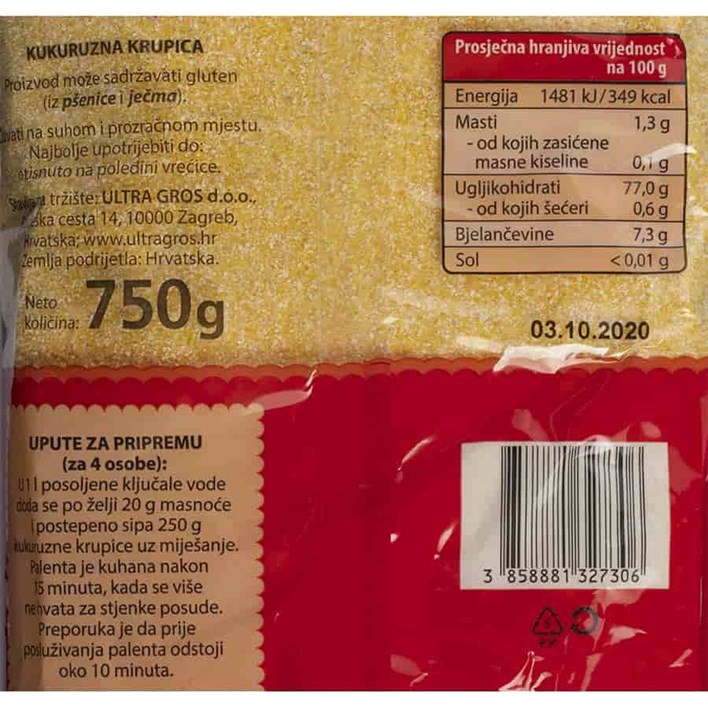 KUKURUZNA KRUPICA
Proizvod može sadržavati gluten
(iz pšenice i ječma).
na suhom i prozračnom mjestu.
Najbolje upotrijebiti do:
otisnuto na poleđini vrećice.
tržište: ULTRA GROS d.o.o.,
cesta 14, 10000 Zagreb,
Hrvatska; www.ultragros.hr
Zemlja podrijetla: Hrvatska.
Neto
količina: 750g
Prosječna hranjiva vrijednost
na 100 g
Energija 1481 kJ/349 kcal
Masti 1,3 g
- od kojih zasićene
masne kiseline 0,1 g
Ugljikohidrati 77,0 g
- od kojih šećeri 0,6 g
Bjelančevine 7,3 g
Sol <0,01 g
03.10.2020
UPUTE ZA PRIPREMU
(za 4 osobe):
U 1 l posoljene ključale vode
doda se po želji 20 g masnoće
i postepeno sipa 250 g
kukuruzne krupice uz miješanje.
Palenta je kuhana nakon
15 minuta, kada se više
ne hvata za stjenke posude.
Preporuka je da prije
posluživanja palenta odstoji
oko 10 minuta.
3 858881 327306
5